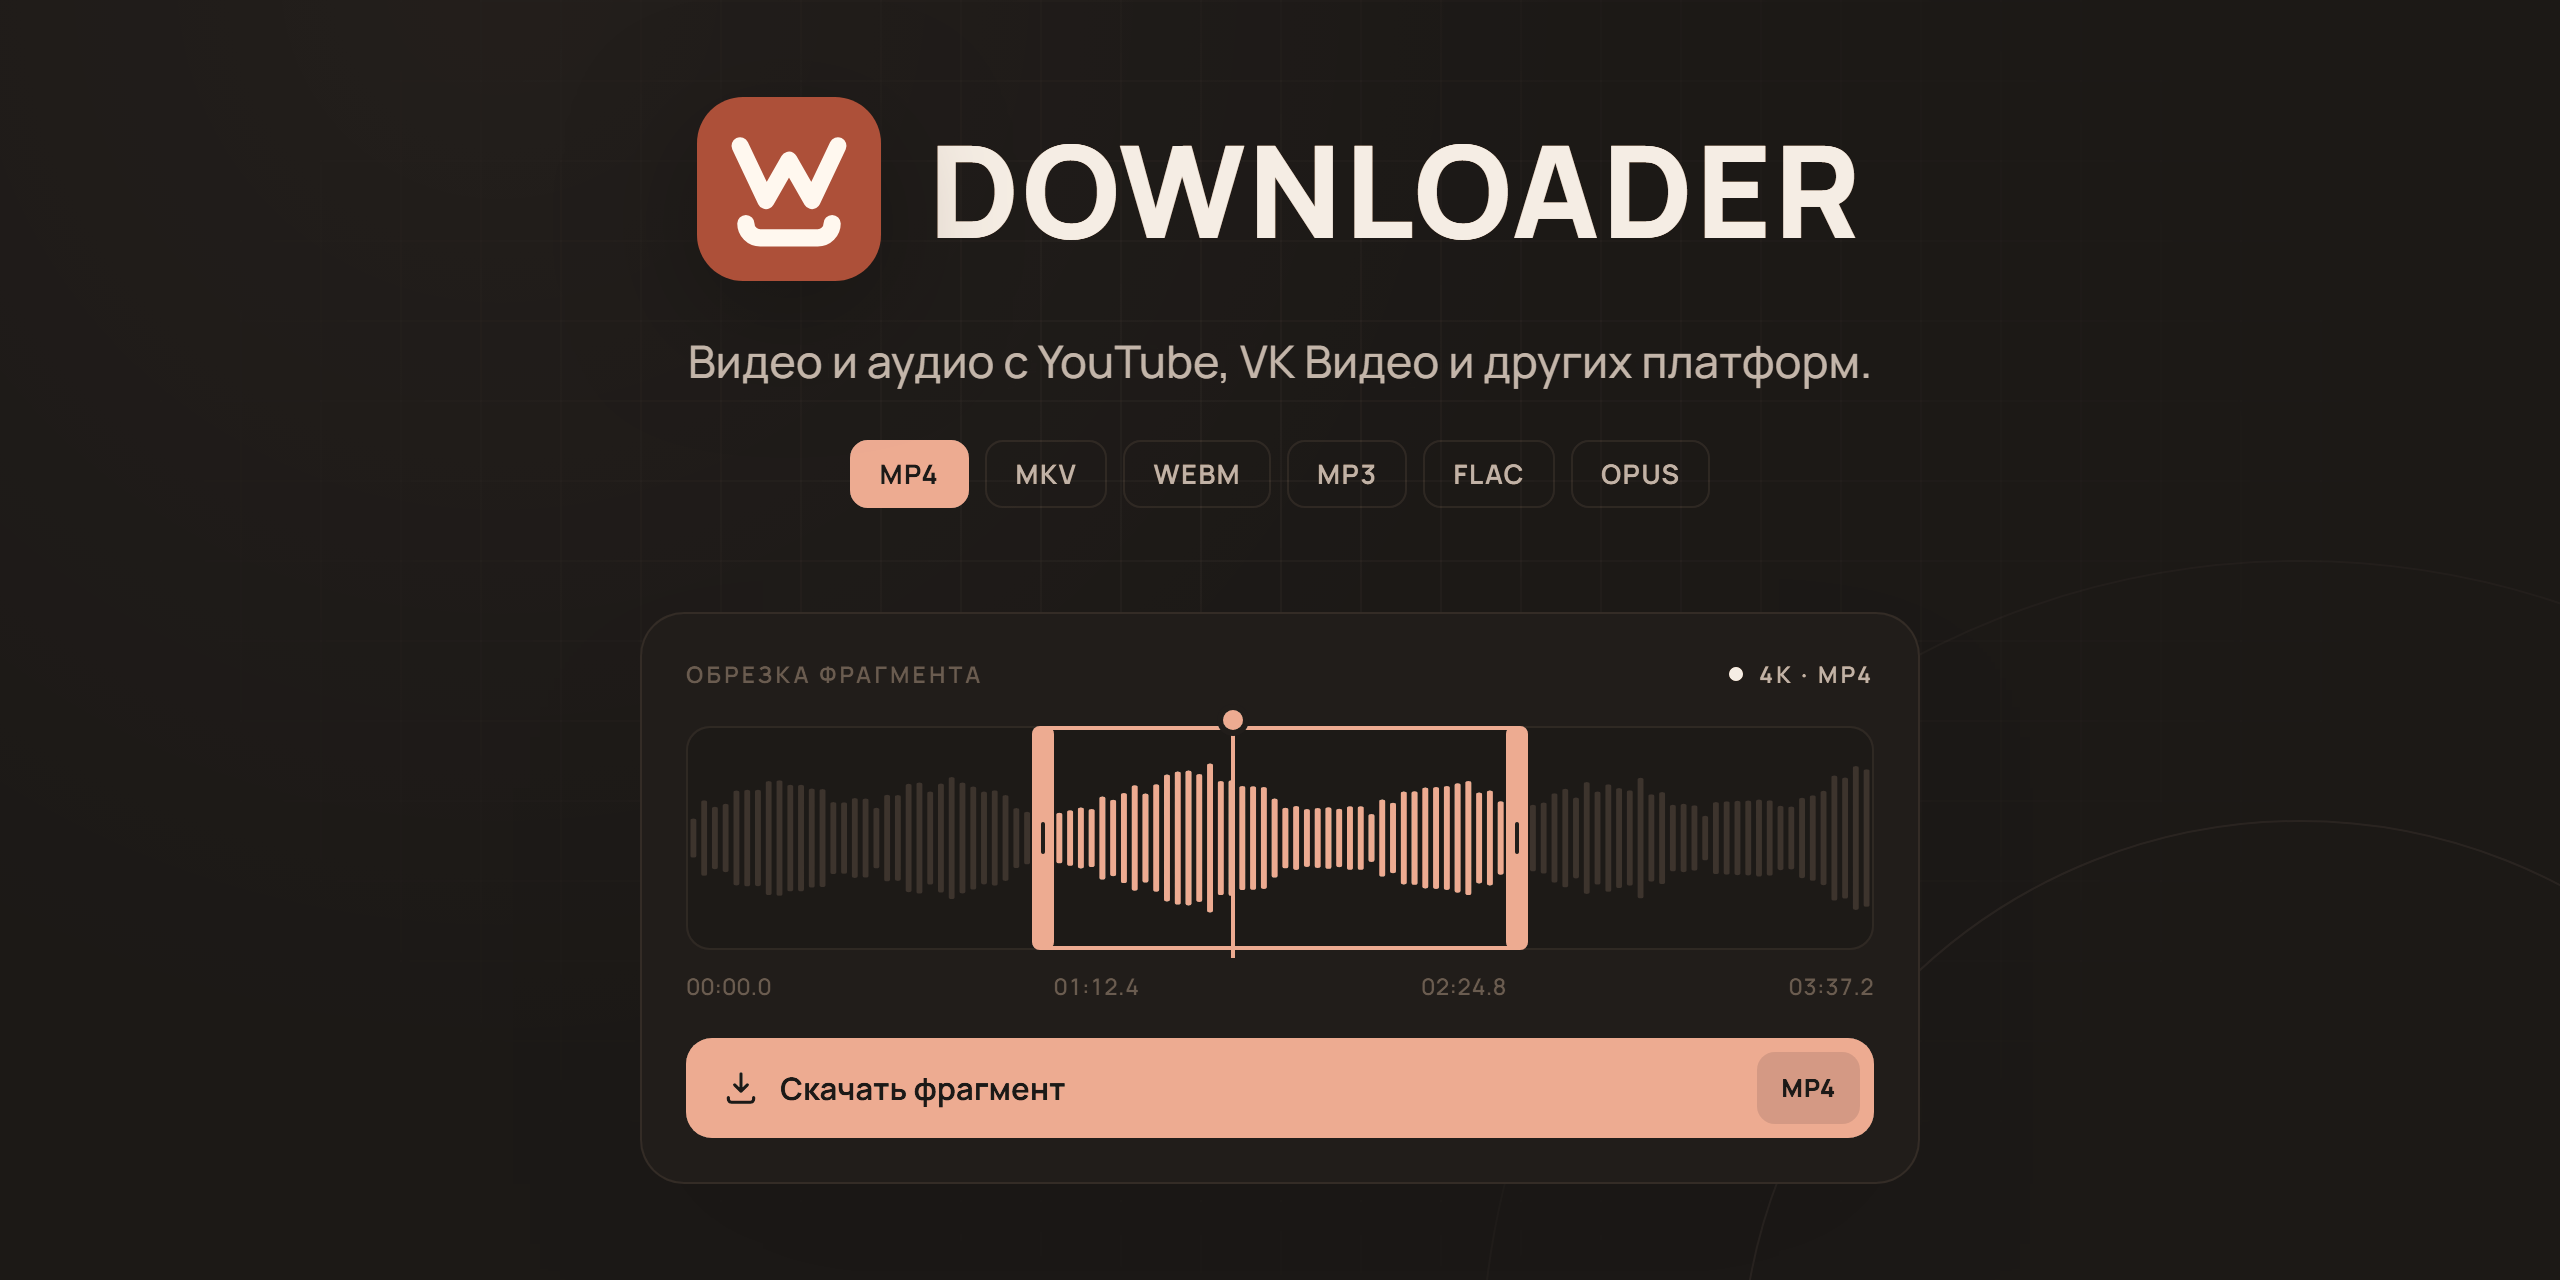 W DOWNLOADER
Видео и аудио с YouTube, VK Видео и других платформ.
MP4 MKV WEBM MP3 FLAC OPUS
ОБРЕЗКА ФРАГМЕНТА 4K · MP4
00:00.0 01:12.4 02:24.8 03:37.2
Скачать фрагмент MP4